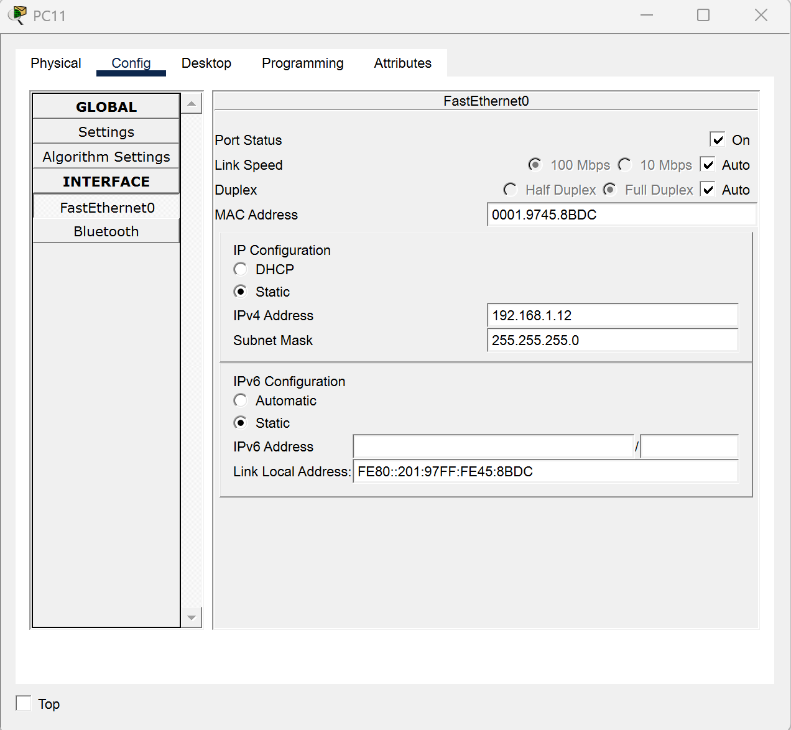 PC11
Physical Config Desktop Programming Attributes
GLOBAL
Settings
Algorithm Settings
INTERFACE
FastEthernet0
Bluetooth
FastEthernet0
Port Status On
Link Speed 100 Mbps 10 Mbps Auto
Duplex Half Duplex Full Duplex Auto
MAC Address 0001.9745.8BDC
IP Configuration
DHCP
Static
IPv4 Address 192.168.1.12
Subnet Mask 255.255.255.0
IPv6 Configuration
Automatic
Static
IPv6 Address /
Link Local Address: FE80::201:97FF:FE45:8BDC
Top